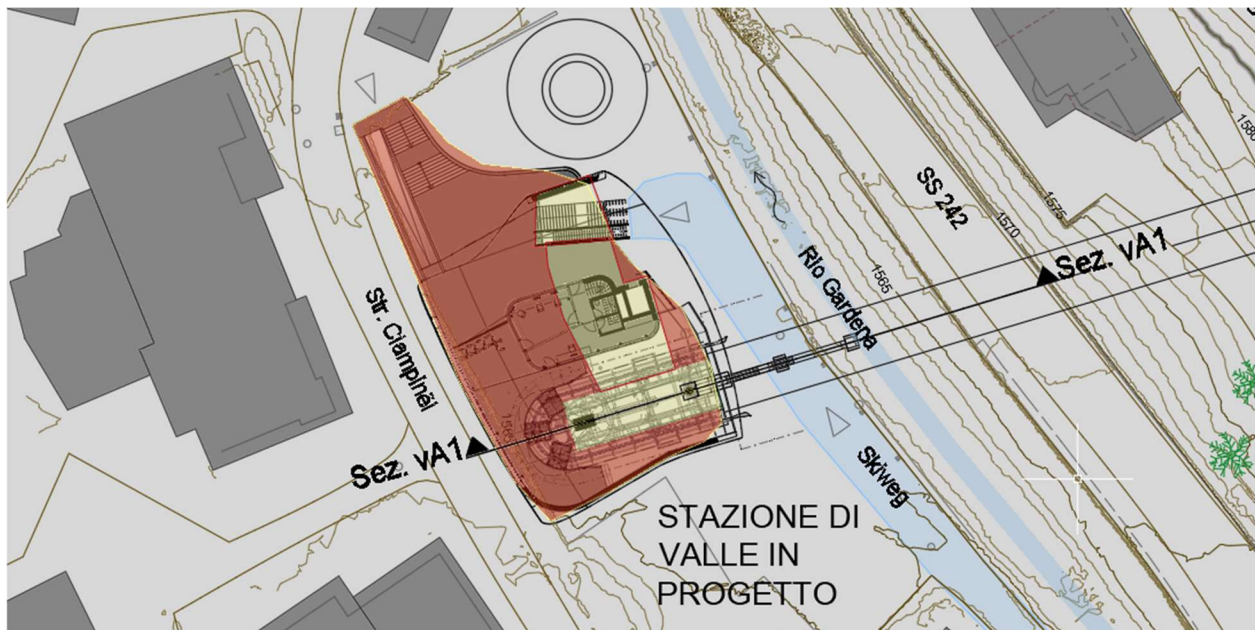 SS 242
1575
1580
1570
1565
Rio Gardena
Sez. vA1
Str. Ciampinëi
Sez. vA1
Skiweg
STAZIONE DI
VALLE IN
PROGETTO